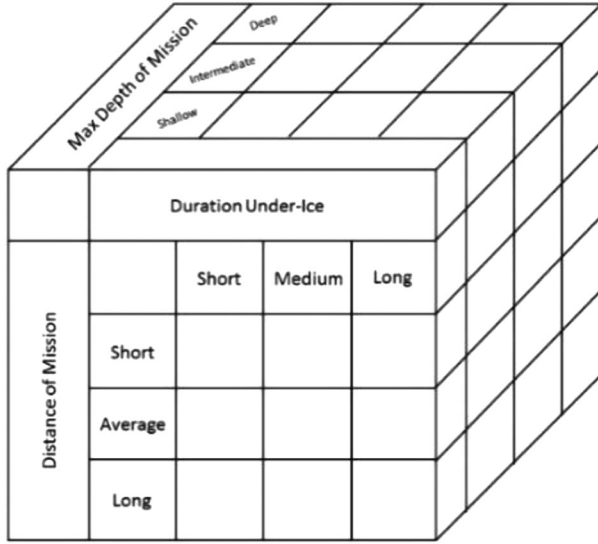 Max Depth of Mission
Deep
Intermediate
Shallow
Duration Under-Ice
Short Medium Long
Distance of Mission
Short
Average
Long